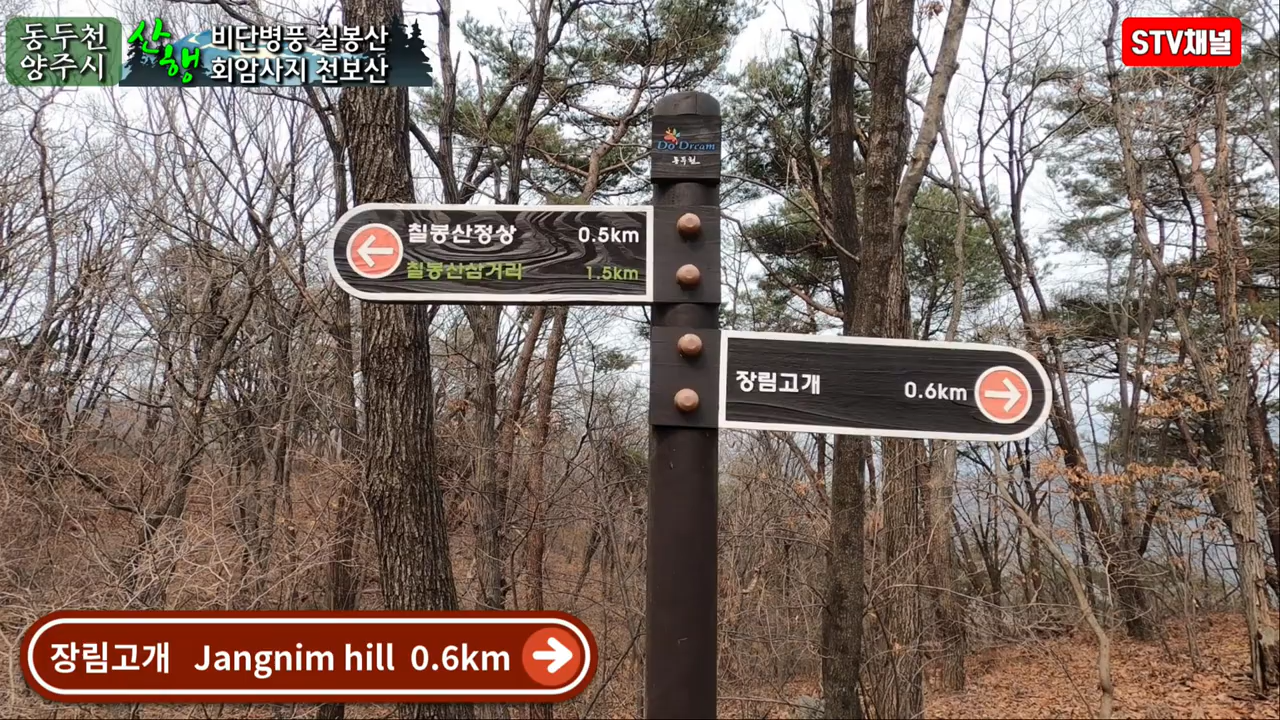 동두천
양주시
산행
비단병풍 칠봉산
회암사지 천보산
STV채널
Do Dream
동두천
칠봉산정상 0.5km
칠봉산삼거리 1.5km
장림고개 0.6km
장림고개 Jangnim hill 0.6km